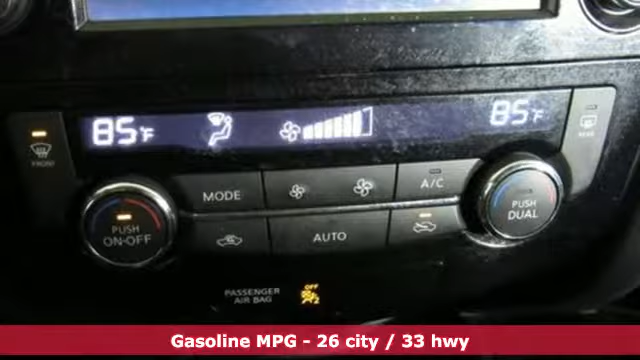 85°F 85°F
FRONT
REAR
MODE
A/C
PUSH
ON-OFF
AUTO
PUSH
DUAL
PASSENGER
AIR BAG
OFF
2
Gasoline MPG - 26 city / 33 hwy